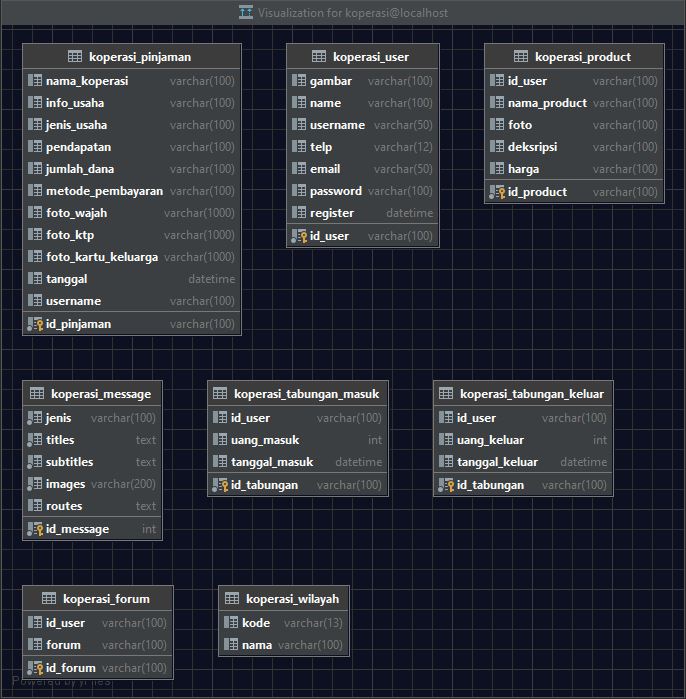 Visualization for koperasi@localhost
koperasi_pinjaman
nama_koperasi varchar(100)
info_usaha varchar(100)
jenis_usaha varchar(100)
pendapatan varchar(100)
jumlah_dana varchar(100)
metode_pembayaran varchar(100)
foto_wajah varchar(1000)
foto_ktp varchar(1000)
foto_kartu_keluarga varchar(1000)
tanggal datetime
username varchar(100)
id_pinjaman varchar(100)
koperasi_user
gambar varchar(100)
name varchar(100)
username varchar(50)
telp varchar(12)
email varchar(50)
password varchar(100)
register datetime
id_user varchar(100)
koperasi_product
id_user varchar(100)
nama_product varchar(100)
foto varchar(100)
deksripsi varchar(100)
harga varchar(100)
id_product varchar(100)
koperasi_message
jenis varchar(100)
titles text
subtitles text
images varchar(200)
routes text
id_message int
koperasi_tabungan_masuk
id_user varchar(100)
uang_masuk int
tanggal_masuk datetime
id_tabungan varchar(100)
koperasi_tabungan_keluar
id_user varchar(100)
uang_keluar int
tanggal_keluar datetime
id_tabungan varchar(100)
koperasi_forum
id_user varchar(100)
forum varchar(100)
id_forum varchar(100)
koperasi_wilayah
kode varchar(13)
nama varchar(100)
Powered by yFiles